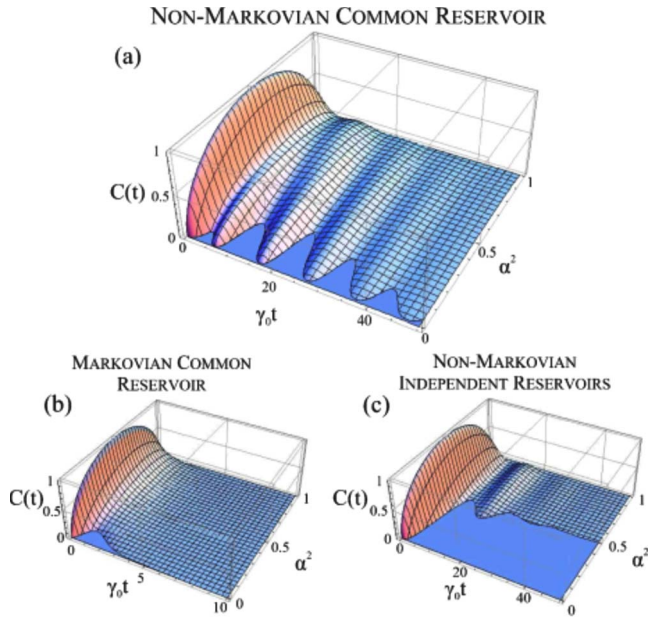 NON-MARKOVIAN COMMON RESERVOIR
(a)
1
C(t) 0.5
0
0
20
40
γ₀t
0
0.5
α²
1
MARKOVIAN COMMON
RESERVOIR
(b)
1
C(t) 0.5
0
0
5
10
γ₀t
0
0.5
α²
1
NON-MARKOVIAN
INDEPENDENT RESERVOIRS
(c)
1
C(t) 0.5
0
0
20
40
γ₀t
0
0.5
α²
1